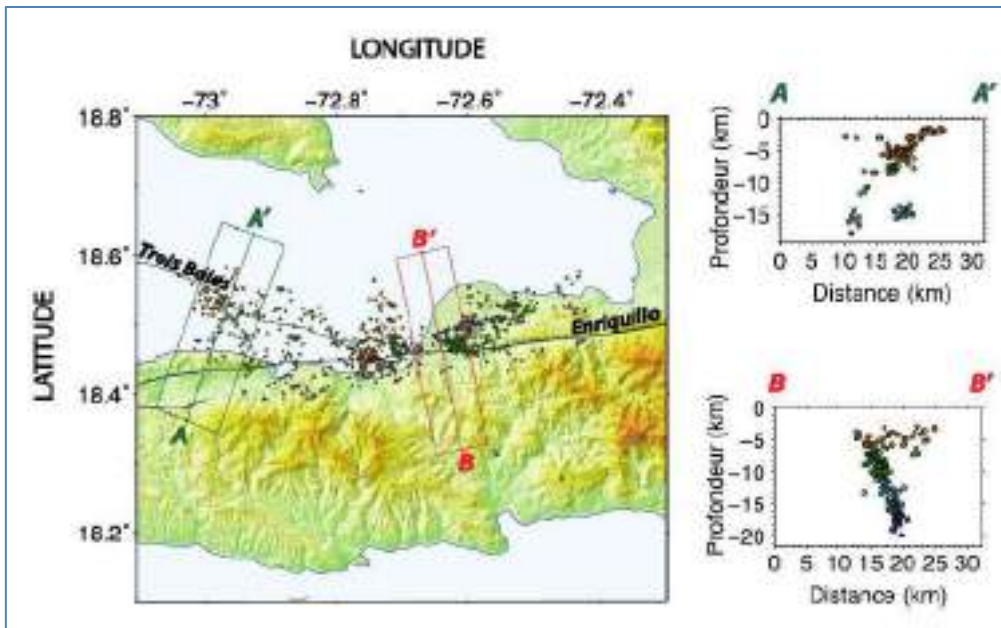 LONGITUDE
-73° -72.8° -72.6° -72.4°
18.8°
18.6°
18.4°
18.2°
LATITUDE
A'
B'
Trois Baies
Enriquillo
A
B
A A'
Profondeur (km)
0
-5
-10
-15
0 5 10 15 20 25 30
Distance (km)
B B'
Profondeur (km)
0
-5
-10
-15
-20
0 5 10 15 20 25 30
Distance (km)